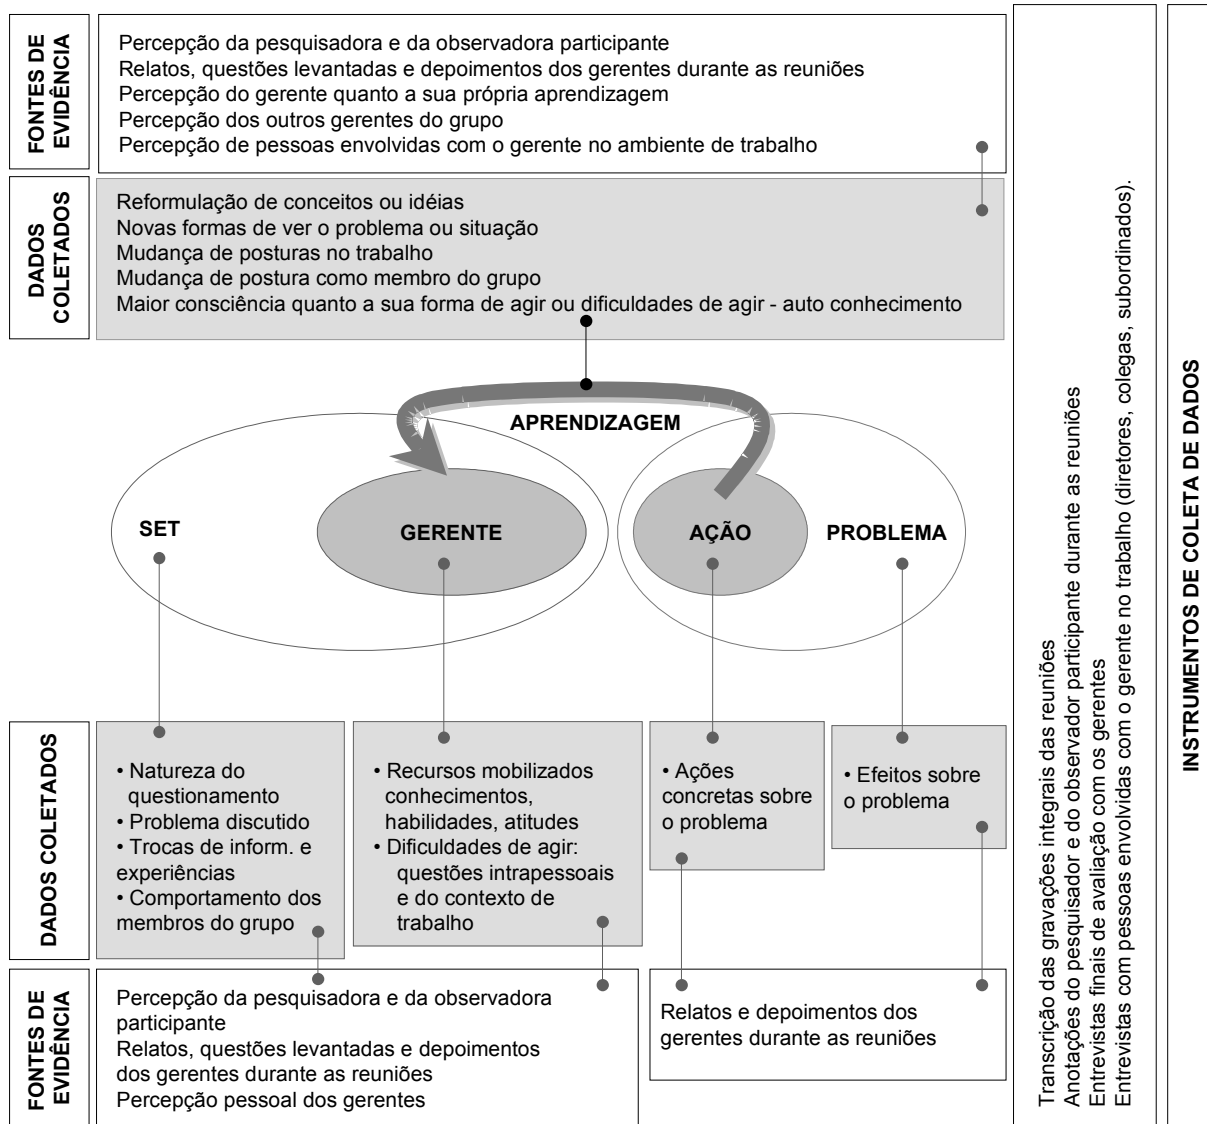 FONTES DE
EVIDÊNCIA
Percepção da pesquisadora e da observadora participante
Relatos, questões levantadas e depoimentos dos gerentes durante as reuniões
Percepção do gerente quanto a sua própria aprendizagem
Percepção dos outros gerentes do grupo
Percepção de pessoas envolvidas com o gerente no ambiente de trabalho
DADOS
COLETADOS
Reformulação de conceitos ou idéias
Novas formas de ver o problema ou situação
Mudança de posturas no trabalho
Mudança de postura como membro do grupo
Maior consciência quanto a sua forma de agir ou dificuldades de agir - auto conhecimento
APRENDIZAGEM
SET
GERENTE
AÇÃO
PROBLEMA
DADOS COLETADOS
• Natureza do
questionamento
• Problema discutido
• Trocas de inform. e
experiências
• Comportamento dos
membros do grupo
• Recursos mobilizados
conhecimentos,
habilidades, atitudes
• Dificuldades de agir:
questões intrapessoais
e do contexto de
trabalho
• Ações
concretas sobre
o problema
• Efeitos sobre
o problema
FONTES DE
EVIDÊNCIA
Percepção da pesquisadora e da observadora
participante
Relatos, questões levantadas e depoimentos
dos gerentes durante as reuniões
Percepção pessoal dos gerentes
Relatos e depoimentos dos
gerentes durante as reuniões
Transcrição das gravações integrais das reuniões
Anotações do pesquisador e do observador participante durante as reuniões
Entrevistas finais de avaliação com os gerentes
Entrevistas com pessoas envolvidas com o gerente no trabalho (diretores, colegas, subordinados).
INSTRUMENTOS DE COLETA DE DADOS